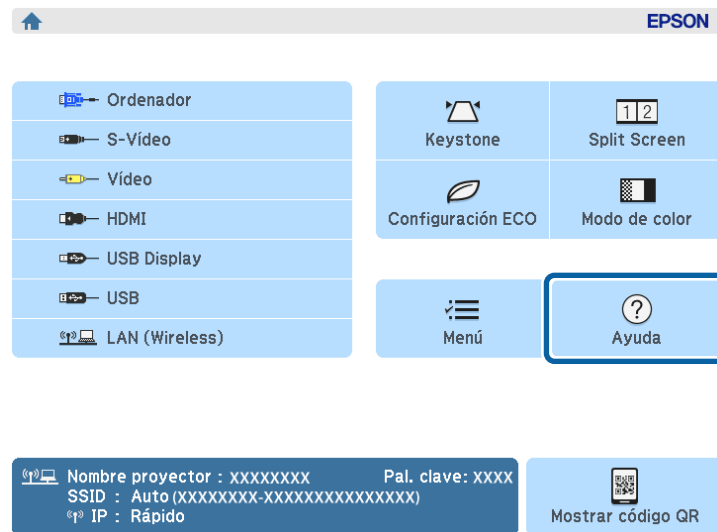 EPSON
Ordenador
S-Vídeo
Vídeo
HDMI
USB Display
USB
LAN (Wireless)
Keystone
1 2
Split Screen
Configuración ECO
Modo de color
Menú
?
Ayuda
Nombre proyector : XXXXXXXX Pal. clave: XXXX
SSID : Auto (XXXXXXXX-XXXXXXXXXXXXXXX)
IP : Rápido
Mostrar código QR